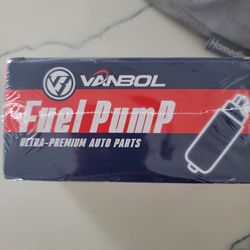 VANBOL
Fuel PumP
ULTRA-PREMIUM AUTO PARTS